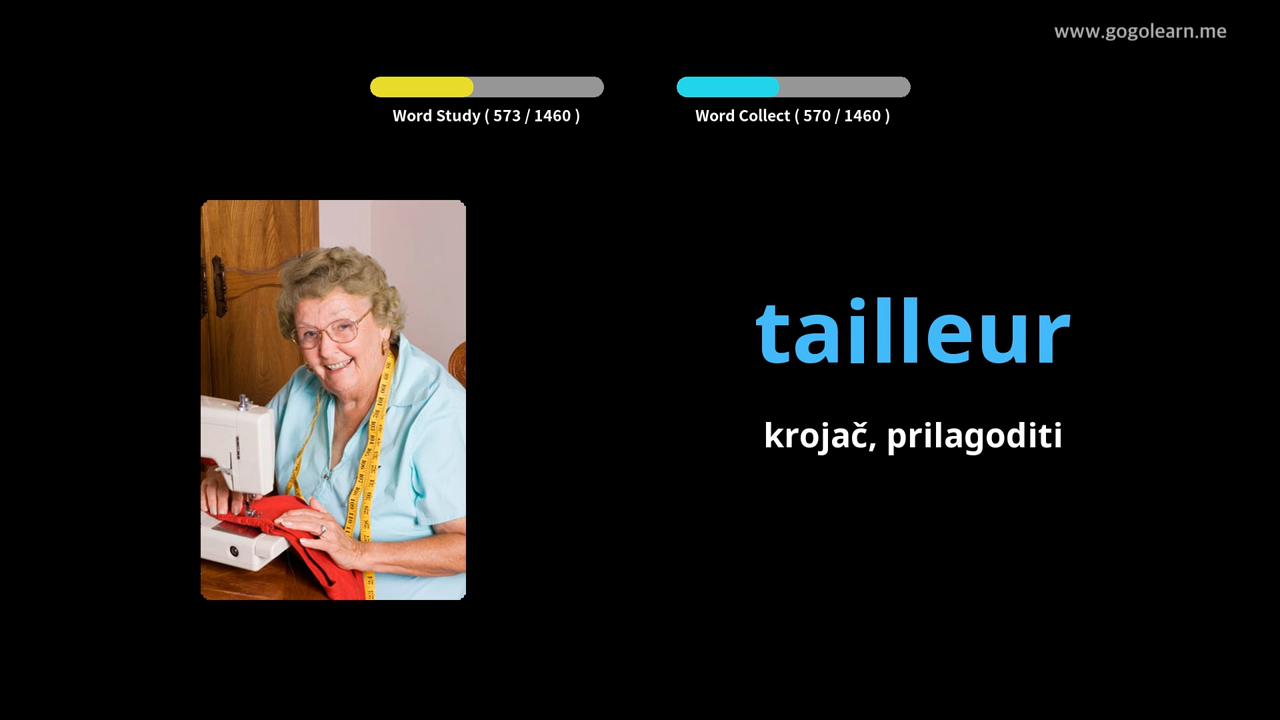 www.gogolearn.me
Word Study ( 573 / 1460 )
Word Collect ( 570 / 1460 )
tailleur
krojač, prilagoditi